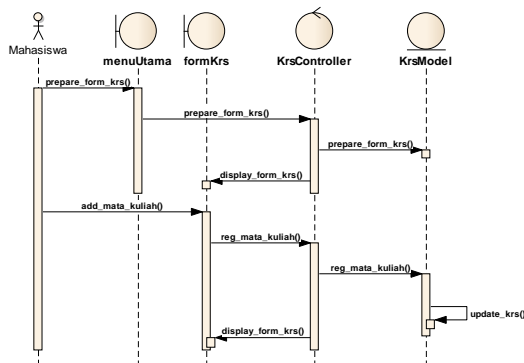 Mahasiswa
menuUtama
formKrs
KrsController
KrsModel
prepare_form_krs()
prepare_form_krs()
prepare_form_krs()
display_form_krs()
add_mata_kuliah()
reg_mata_kuliah()
reg_mata_kuliah()
update_krs()
display_form_krs()